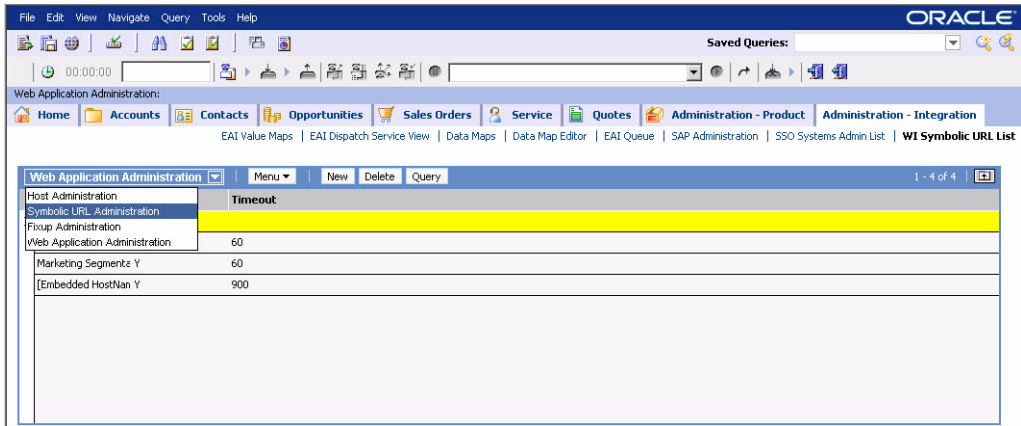 File Edit View Navigate Query Tools Help
ORACLE
Saved Queries:
00:00:00
Web Application Administration:
Home Accounts Contacts Opportunities Sales Orders Service Quotes Administration - Product Administration - Integration
EAI Value Maps | EAI Dispatch Service View | Data Maps | Data Map Editor | EAI Queue | SAP Administration | SSO Systems Admin List | WI Symbolic URL List
Web Application Administration Menu New Delete Query 1 - 4 of 4
Host Administration
Timeout
Symbolic URL Administration
Fixup Administration
Web Application Administration 60
Marketing Segmenta Y 60
[Embedded HostNan Y 900